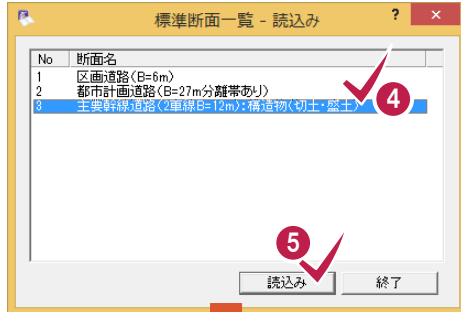 標準断面一覧 - 読込み ? ×
No 断面名
1 区画道路(B=6m)
2 都市計画道路(B=27m分離帯あり)
3 主要幹線道路(2車線B=12m):構造物(切土・盛土)
4
5
読込み 終了